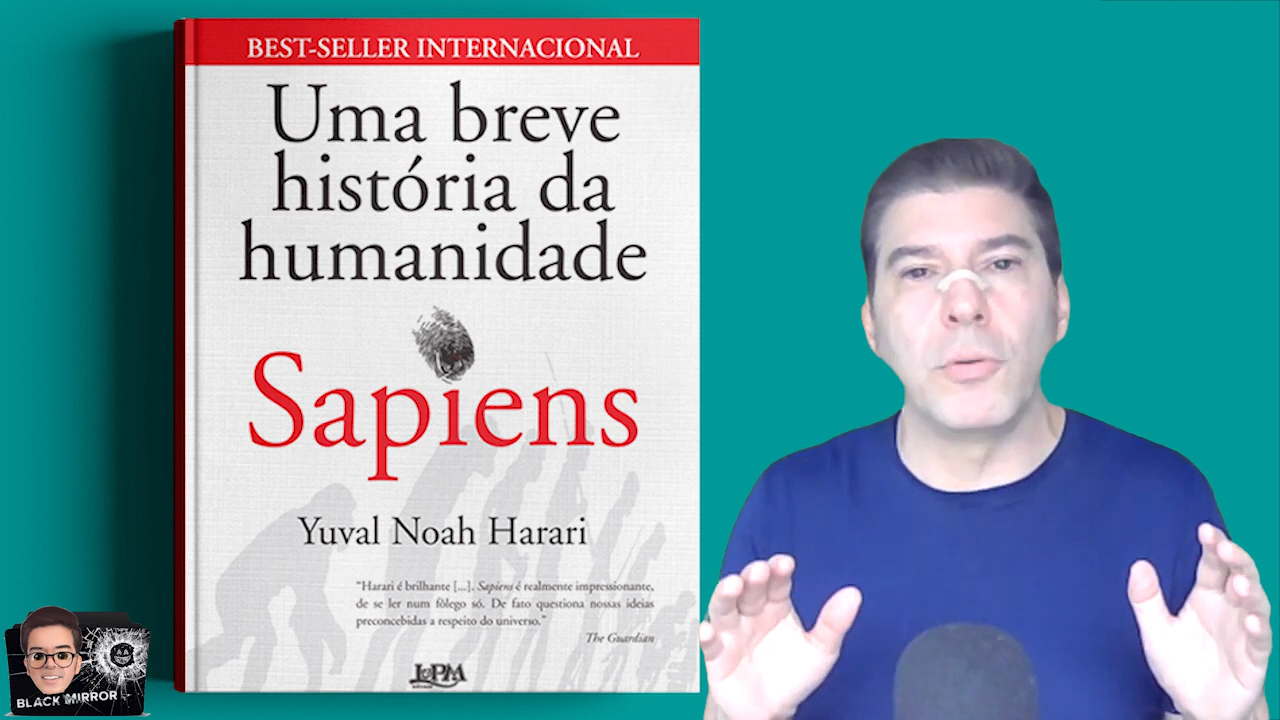 BEST-SELLER INTERNACIONAL
Uma breve
história da
humanidade
Sapiens
Yuval Noah Harari
“Harari é brilhante [...]. Sapiens é realmente impressionante,
de se ler num fôlego só. De fato questiona nossas ideias
preconcebidas a respeito do universo.”
The Guardian
L&PM
BLACK MIRROR